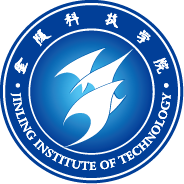 金陵科技学院
·JINLING INSTITUTE OF TECHNOLOGY·